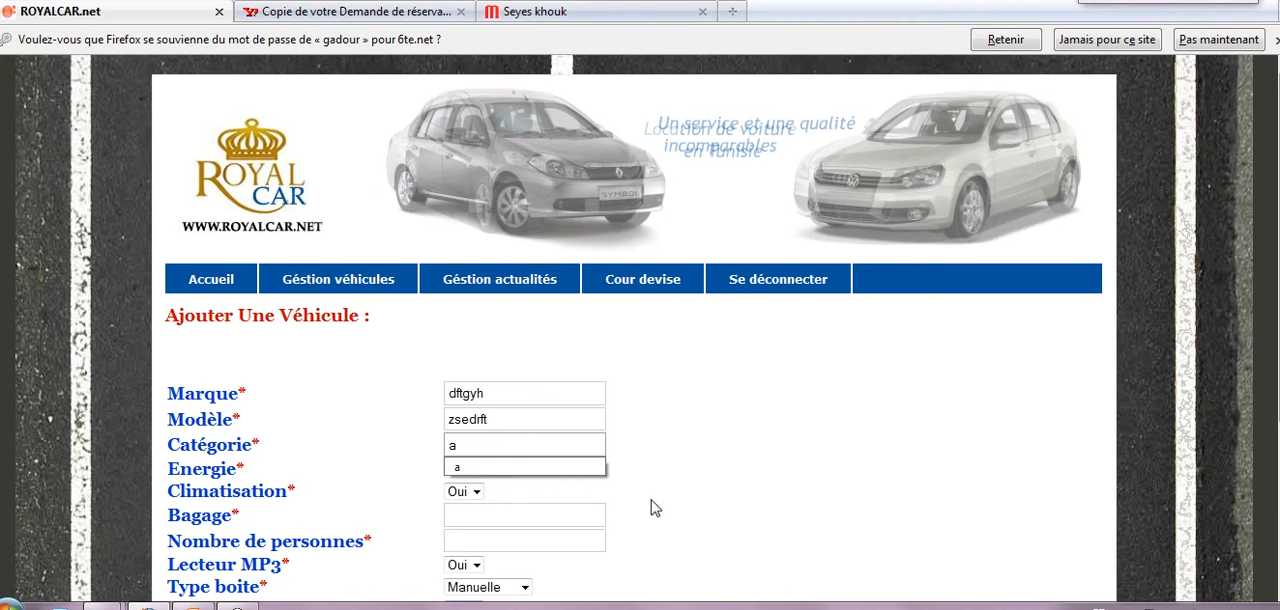 ROYALCAR.net
Copie de votre Demande de réserva...
Seyes khouk
Voulez-vous que Firefox se souvienne du mot de passe de « gadour » pour 6te.net ?
Retenir
Jamais pour ce site
Pas maintenant
ROYAL
CAR
WWW.ROYALCAR.NET
SYMBOL
Un service et une qualité
incomparables
Location de voiture
en Tunisie
Accueil
Géstion véhicules
Géstion actualités
Cour devise
Se déconnecter
Ajouter Une Véhicule :
Marque* dftgyh
Modèle* zsedrft
Catégorie* a
a
Energie*
Climatisation* Oui
Bagage*
Nombre de personnes*
Lecteur MP3* Oui
Type boite* Manuelle